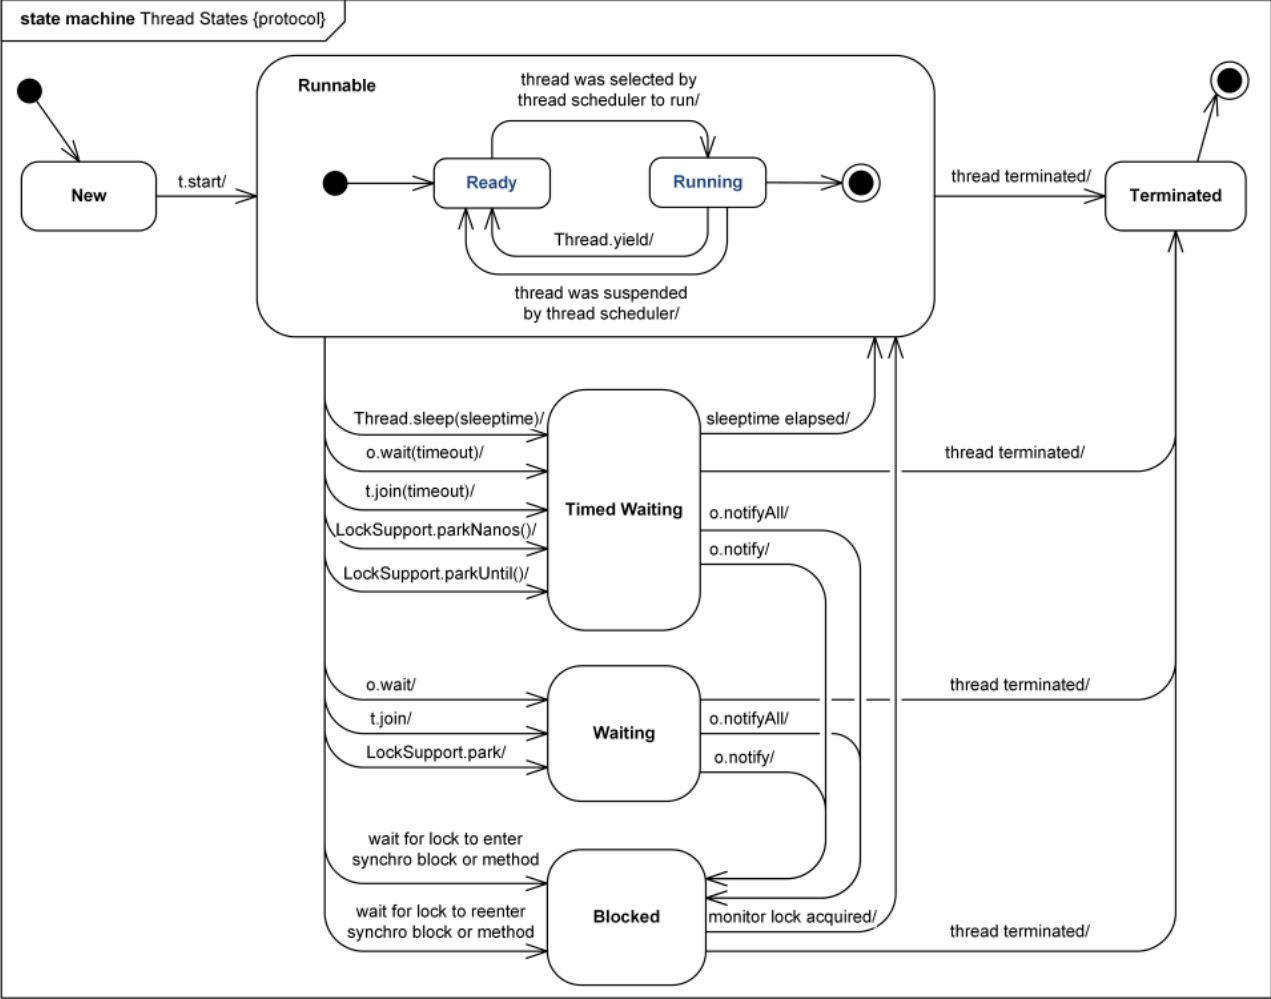 state machine Thread States {protocol}
Runnable
thread was selected by
thread scheduler to run/
New
t.start/
Ready
Running
thread terminated/
Terminated
Thread.yield/
thread was suspended
by thread scheduler/
Thread.sleep(sleeptime)/
sleeptime elapsed/
o.wait(timeout)/
thread terminated/
t.join(timeout)/
Timed Waiting
o.notifyAll/
LockSupport.parkNanos()/
o.notify/
LockSupport.parkUntil()/
o.wait/
thread terminated/
t.join/
Waiting
o.notifyAll/
LockSupport.park/
o.notify/
wait for lock to enter
synchro block or method
wait for lock to reenter
synchro block or method
Blocked
monitor lock acquired/
thread terminated/